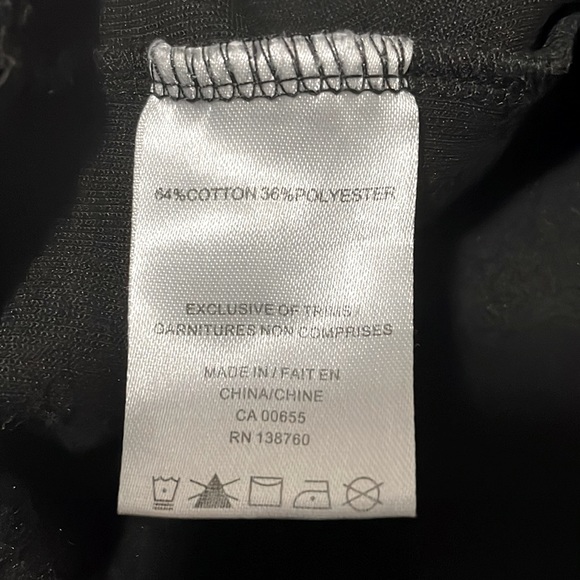 64%COTTON 36%POLYESTER
EXCLUSIVE OF TRIMS /
GARNITURES NON COMPRISES
MADE IN / FAIT EN
CHINA/CHINE
CA 00655
RN 138760